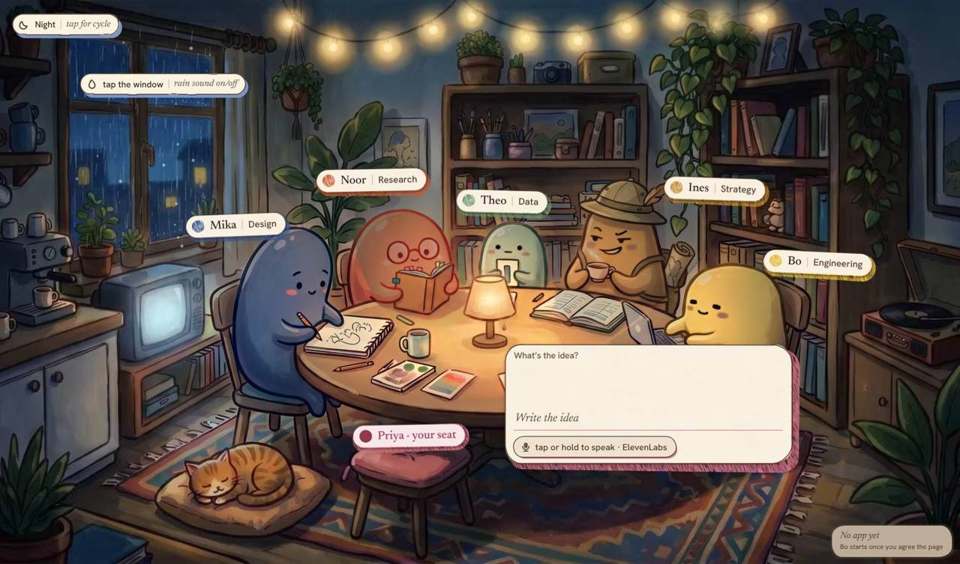 Night | tap for cycle
tap the window | rain sound on/off
Noor | Research
Ines | Strategy
Theo | Data
Mika | Design
Bo | Engineering
What's the idea?
Write the idea
Priya · your seat
tap or hold to speak · ElevenLabs
No app yet
Bo starts once you agree the page